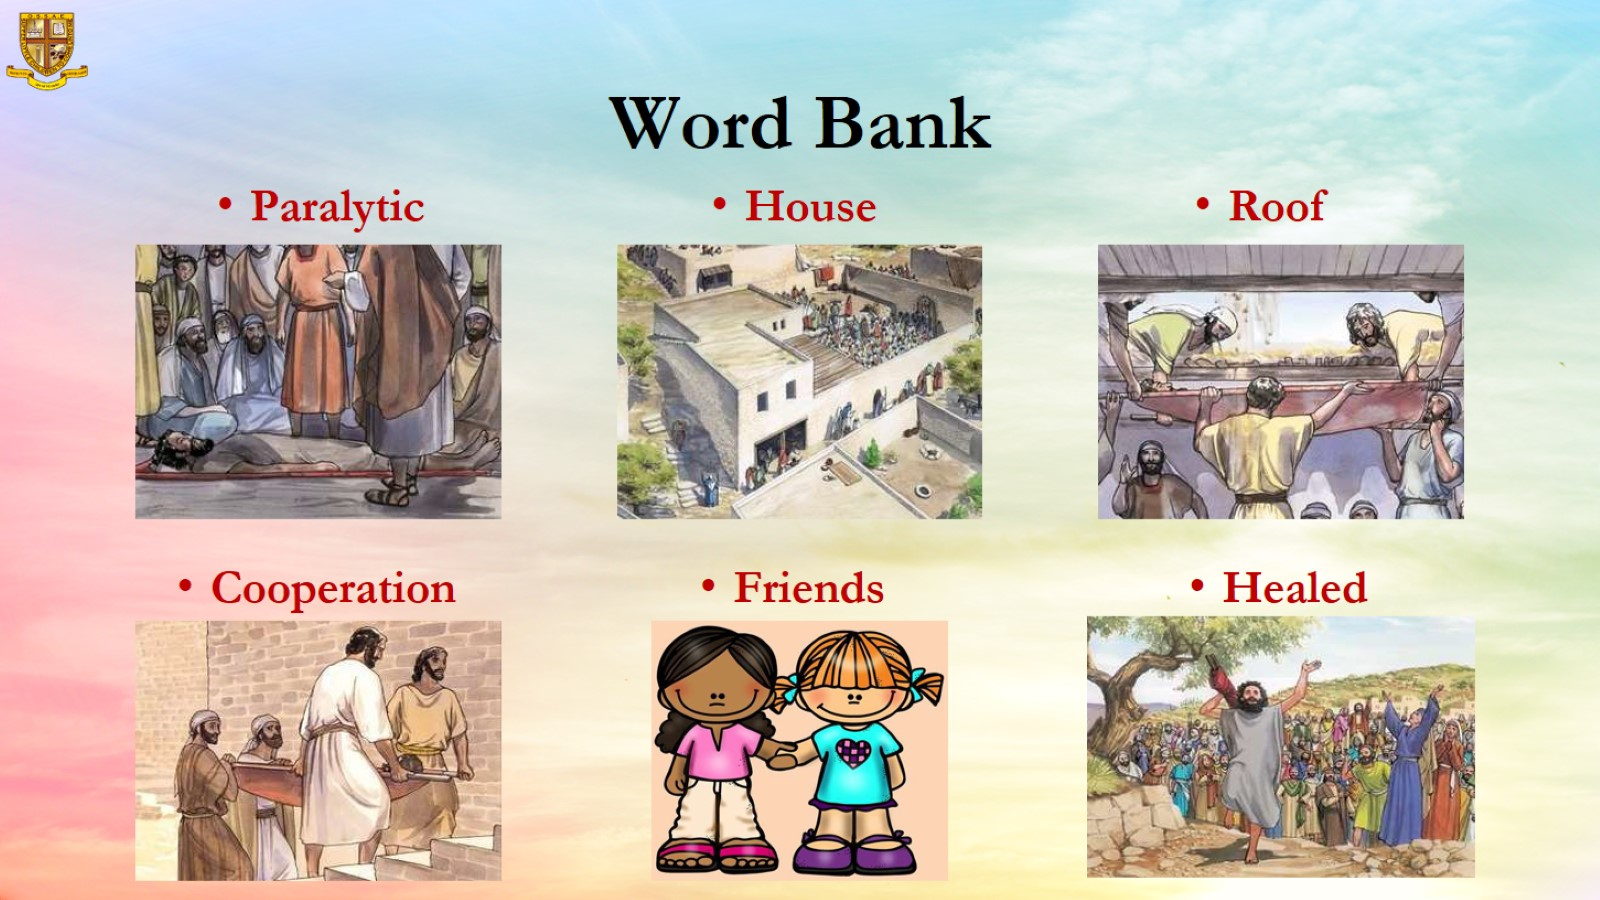 Word Bank
• Paralytic
• House
• Roof
• Cooperation
• Friends
• Healed